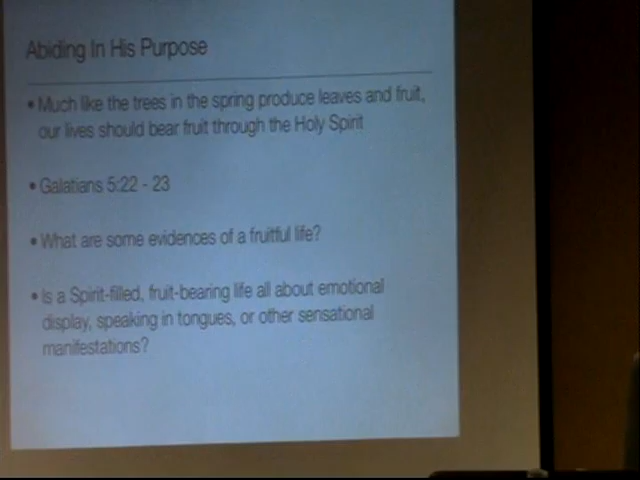 Abiding In His Purpose
• Much like the trees in the spring produce leaves and fruit,
our lives should bear fruit through the Holy Spirit
• Galatians 5:22 - 23
• What are some evidences of a fruitful life?
• Is a Spirit-filled, fruit-bearing life all about emotional
display, speaking in tongues, or other sensational
manifestations?